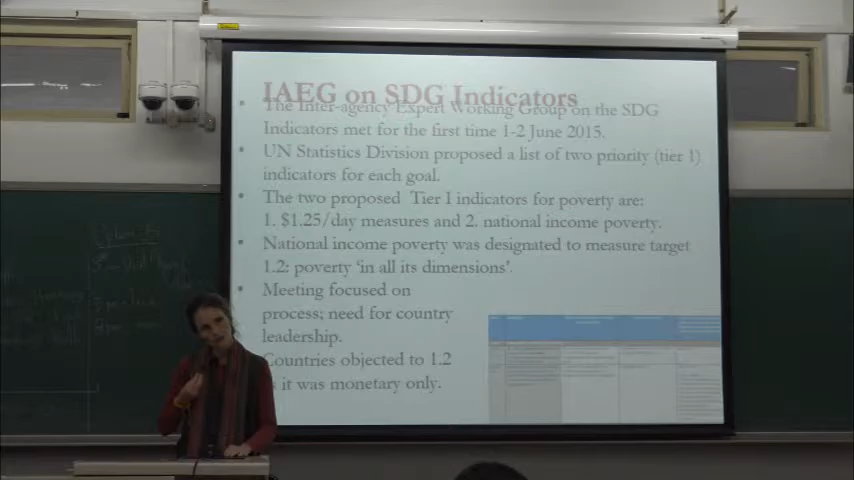 IAEG on SDG Indicators
The Inter-agency Expert Working Group on the SDG
Indicators met for the first time 1-2 June 2015.
UN Statistics Division proposed a list of two priority (tier 1)
indicators for each goal.
The two proposed Tier I indicators for poverty are:
1. $1.25/day measures and 2. national income poverty.
National income poverty was designated to measure target
1.2: poverty 'in all its dimensions'.
Meeting focused on
process; need for country
leadership.
Countries objected to 1.2
it was monetary only.